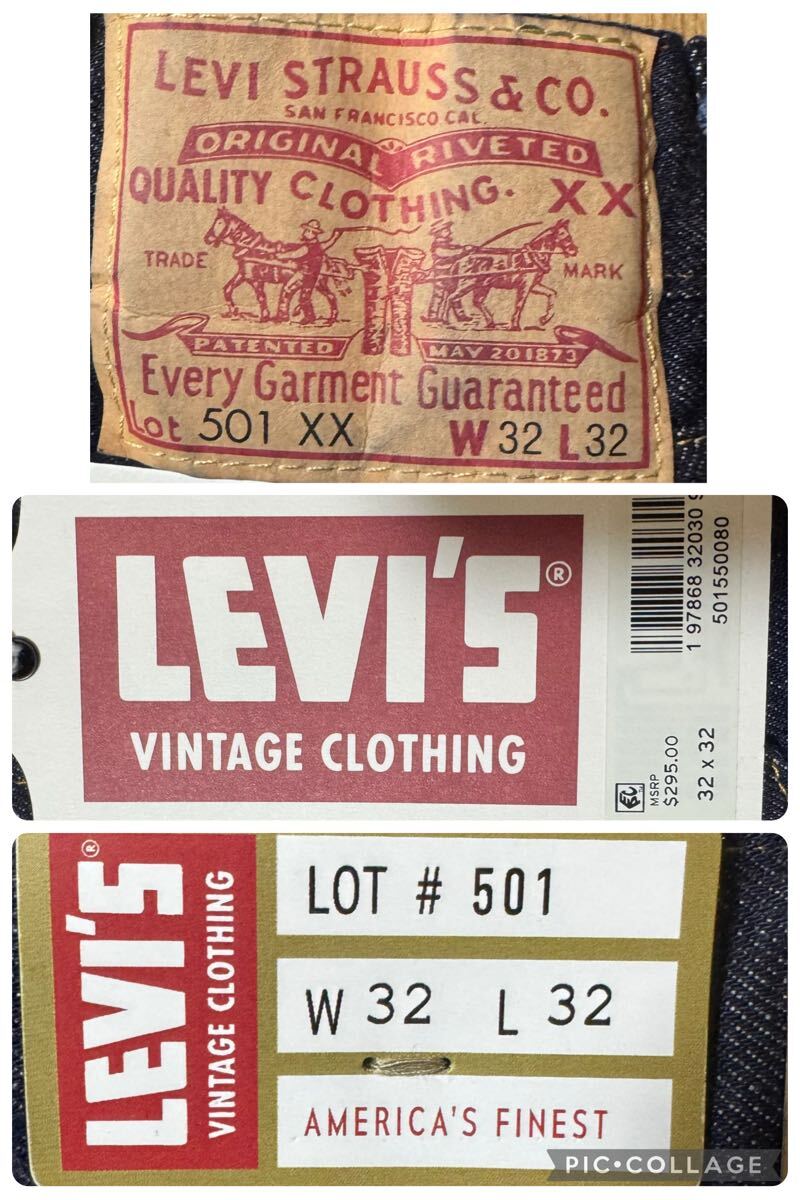 LEVI STRAUSS & CO.
SAN FRANCISCO CAL.
ORIGINAL RIVETED
QUALITY CLOTHING. XX
TRADE MARK
PATENTED MAY 20 1873
Every Garment Guaranteed
Lot 501 XX W 32 L 32
LEVI'S®
VINTAGE CLOTHING
1 97868 32030
501550080
EC
MSRP
$295.00
32 x 32
LEVI'S®
VINTAGE CLOTHING
LOT # 501
W 32 L 32
AMERICA'S FINEST
PIC•COLLAGE